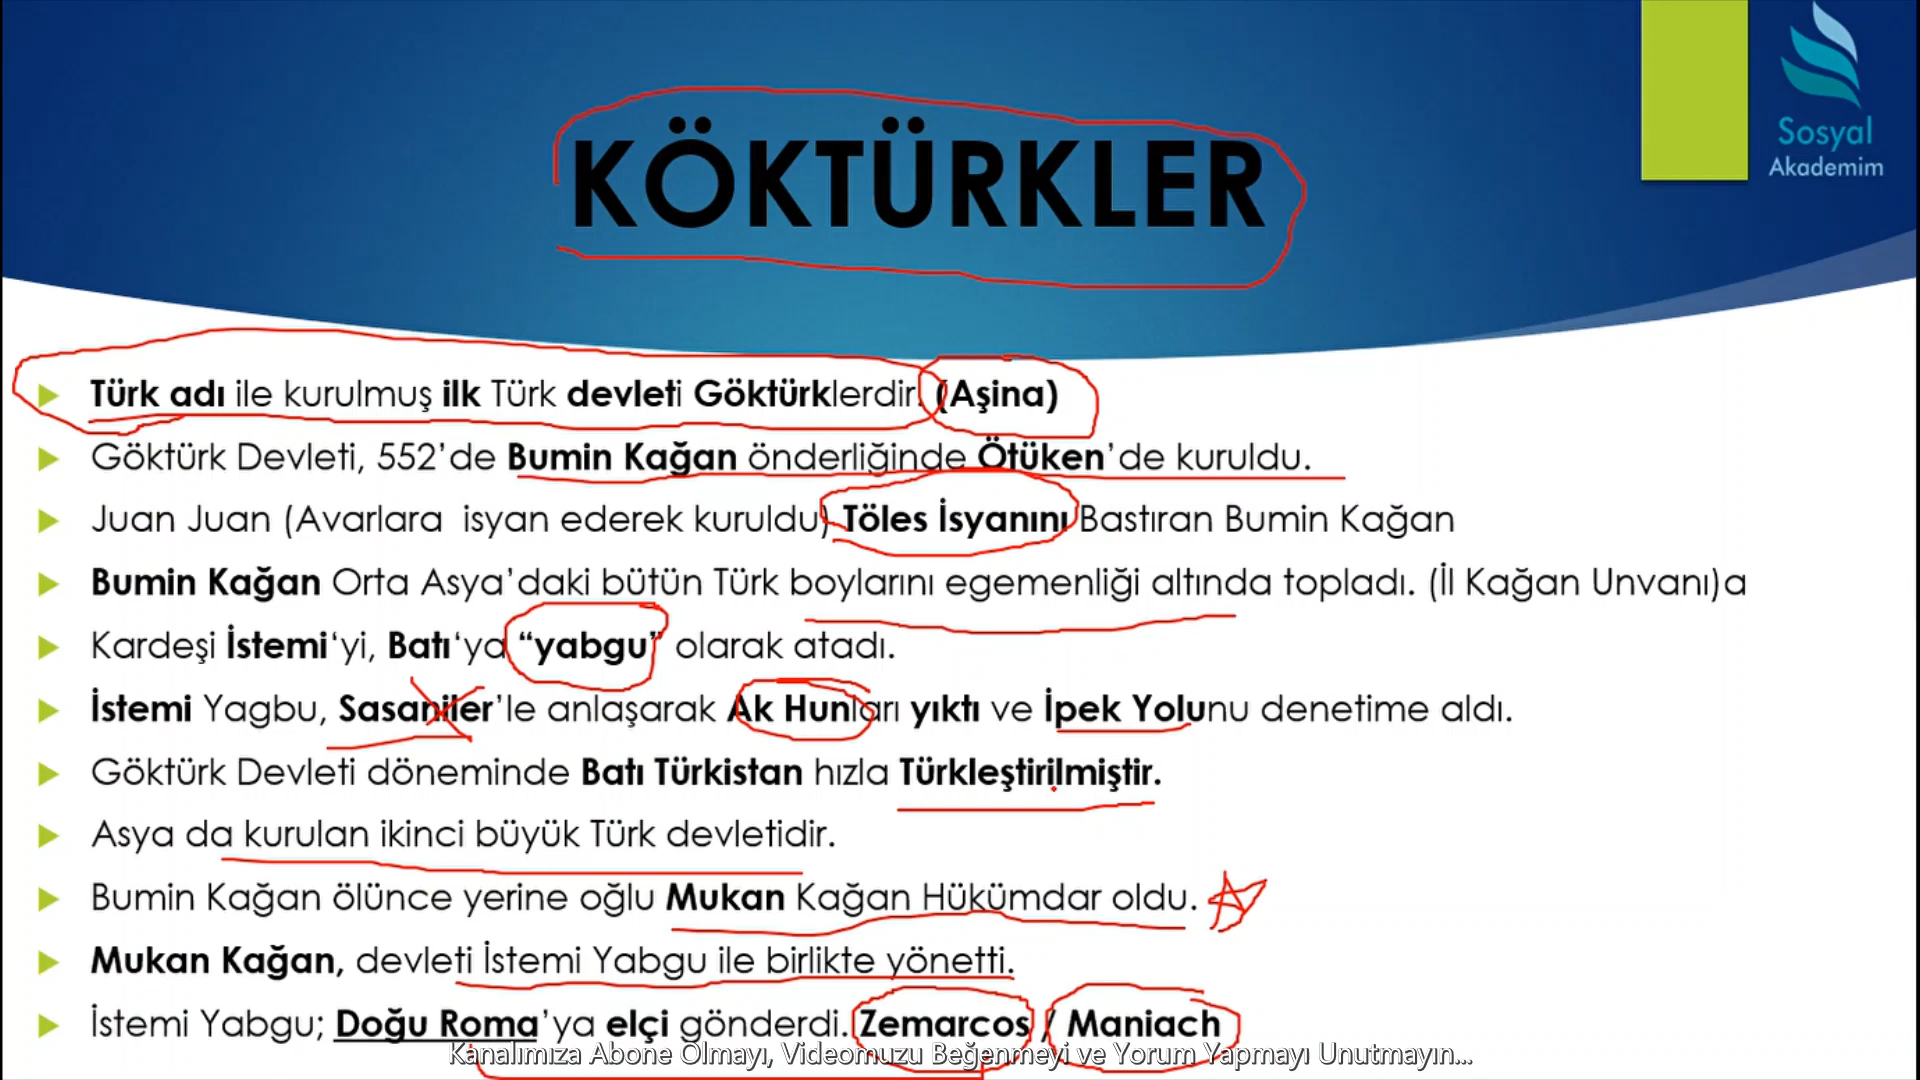 Sosyal
Akademim
KÖKTÜRKLER
Türk adı ile kurulmuş ilk Türk devleti Göktürklerdir. (Aşina)
Göktürk Devleti, 552’de Bumin Kağan önderliğinde Ötüken’de kuruldu.
Juan Juan (Avarlara isyan ederek kuruldu) Töles İsyanını Bastıran Bumin Kağan
Bumin Kağan Orta Asya’daki bütün Türk boylarını egemenliği altında topladı. (İl Kağan Unvanı)a
Kardeşi İstemi‘yi, Batı‘ya “yabgu” olarak atadı.
İstemi Yagbu, Sasaniler’le anlaşarak Ak Hunları yıktı ve İpek Yolunu denetime aldı.
Göktürk Devleti döneminde Batı Türkistan hızla Türkleştirilmiştir.
Asya da kurulan ikinci büyük Türk devletidir.
Bumin Kağan ölünce yerine oğlu Mukan Kağan Hükümdar oldu.
Mukan Kağan, devleti İstemi Yabgu ile birlikte yönetti.
İstemi Yabgu; Doğu Roma’ya elçi gönderdi. Zemarcos / Maniach
Kanalımıza Abone Olmayı, Videomuzu Beğenmeyi ve Yorum Yapmayı Unutmayın...